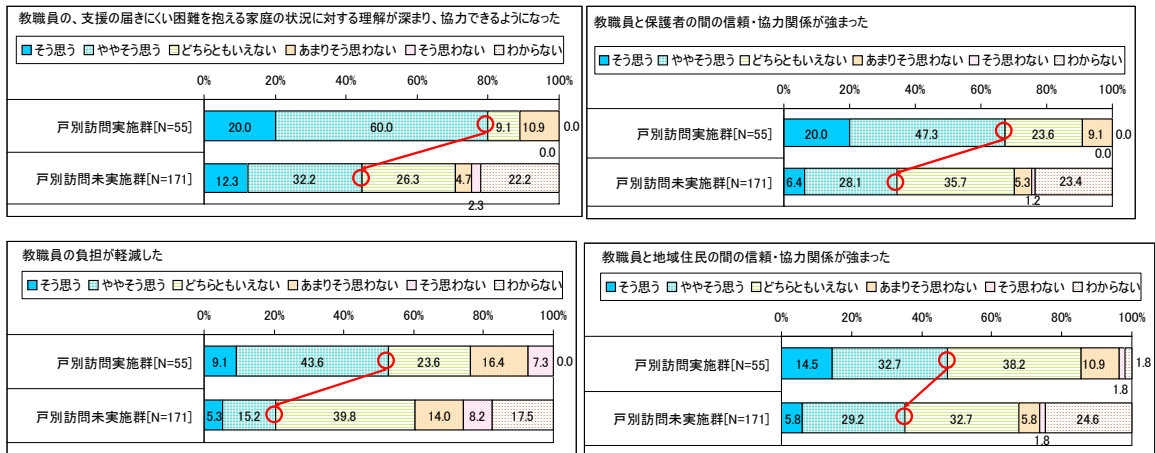 教職員の、支援の届きにくい困難を抱える家庭の状況に対する理解が深まり、協力できるようになった
そう思う ややそう思う どちらともいえない あまりそう思わない そう思わない わからない
0% 20% 40% 60% 80% 100%
戸別訪問実施群[N=55] 20.0 60.0 9.1 10.9 0.0
0.0
戸別訪問未実施群[N=171] 12.3 32.2 26.3 4.7 22.2
2.3
教職員と保護者の間の信頼・協力関係が強まった
そう思う ややそう思う どちらともいえない あまりそう思わない そう思わない わからない
0% 20% 40% 60% 80% 100%
戸別訪問実施群[N=55] 20.0 47.3 23.6 9.1 0.0
0.0
戸別訪問未実施群[N=171] 6.4 28.1 35.7 5.3 23.4
1.2
教職員の負担が軽減した
そう思う ややそう思う どちらともいえない あまりそう思わない そう思わない わからない
0% 20% 40% 60% 80% 100%
戸別訪問実施群[N=55] 9.1 43.6 23.6 16.4 7.3 0.0
戸別訪問未実施群[N=171] 5.3 15.2 39.8 14.0 8.2 17.5
教職員と地域住民の間の信頼・協力関係が強まった
そう思う ややそう思う どちらともいえない あまりそう思わない そう思わない わからない
0% 20% 40% 60% 80% 100%
戸別訪問実施群[N=55] 14.5 32.7 38.2 10.9 1.8
1.8
戸別訪問未実施群[N=171] 5.8 29.2 32.7 5.8 24.6
1.8